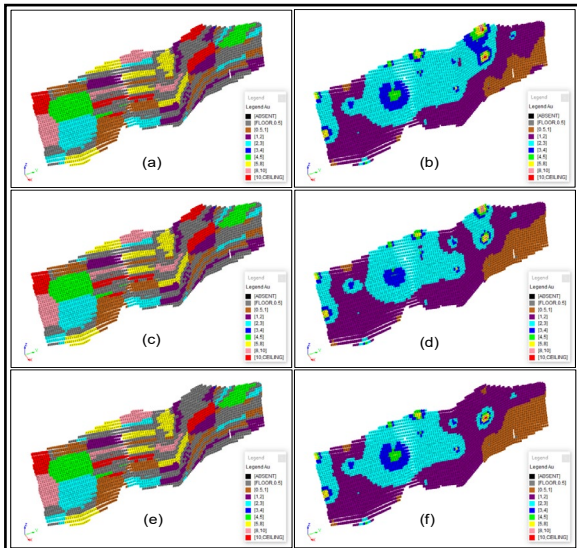 Legend
Legend Au
[ABSENT]
[FLOOR,0.5]
[0.5,1]
[1,2]
[2,3]
[3,4]
[4,5]
[5,8]
[8,10]
[10,CEILING]
(a)
Legend
Legend Au
[ABSENT]
[FLOOR,0.5]
[0.5,1]
[1,2]
[2,3]
[3,4]
[4,5]
[5,8]
[8,10]
[10,CEILING]
(b)
Legend
Legend Au
[ABSENT]
[FLOOR,0.5]
[0.5,1]
[1,2]
[2,3]
[3,4]
[4,5]
[5,8]
[8,10]
[10,CEILING]
(c)
Legend
Legend Au
[ABSENT]
[FLOOR,0.5]
[0.5,1]
[1,2]
[2,3]
[3,4]
[4,5]
[5,8]
[8,10]
[10,CEILING]
(d)
Legend
Legend Au
[ABSENT]
[FLOOR,0.5]
[0.5,1]
[1,2]
[2,3]
[3,4]
[4,5]
[5,8]
[8,10]
[10,CEILING]
(e)
Legend
Legend Au
[ABSENT]
[FLOOR,0.5]
[0.5,1]
[1,2]
[2,3]
[3,4]
[4,5]
[5,8]
[8,10]
[10,CEILING]
(f)